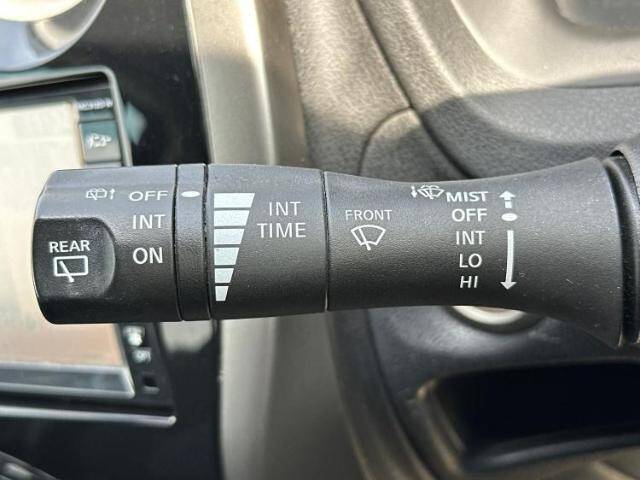 OFF
INT
ON
REAR
INT
TIME
FRONT
MIST
OFF
INT
LO
HI